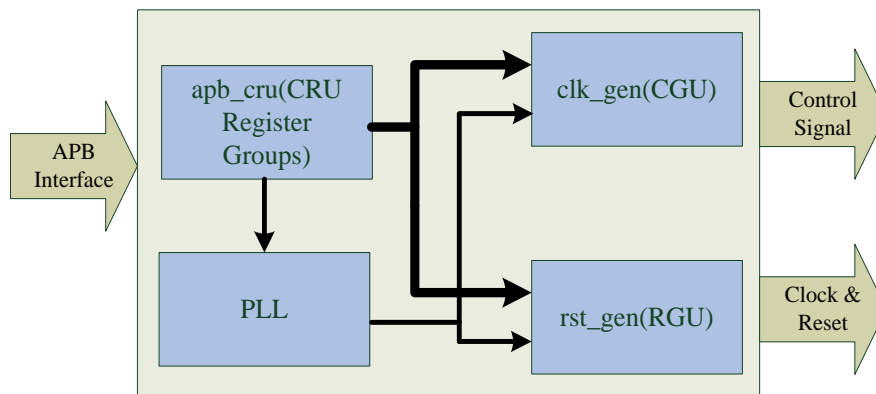 APB
Interface
apb_cru(CRU
Register
Groups)
PLL
clk_gen(CGU)
rst_gen(RGU)
Control
Signal
Clock &
Reset